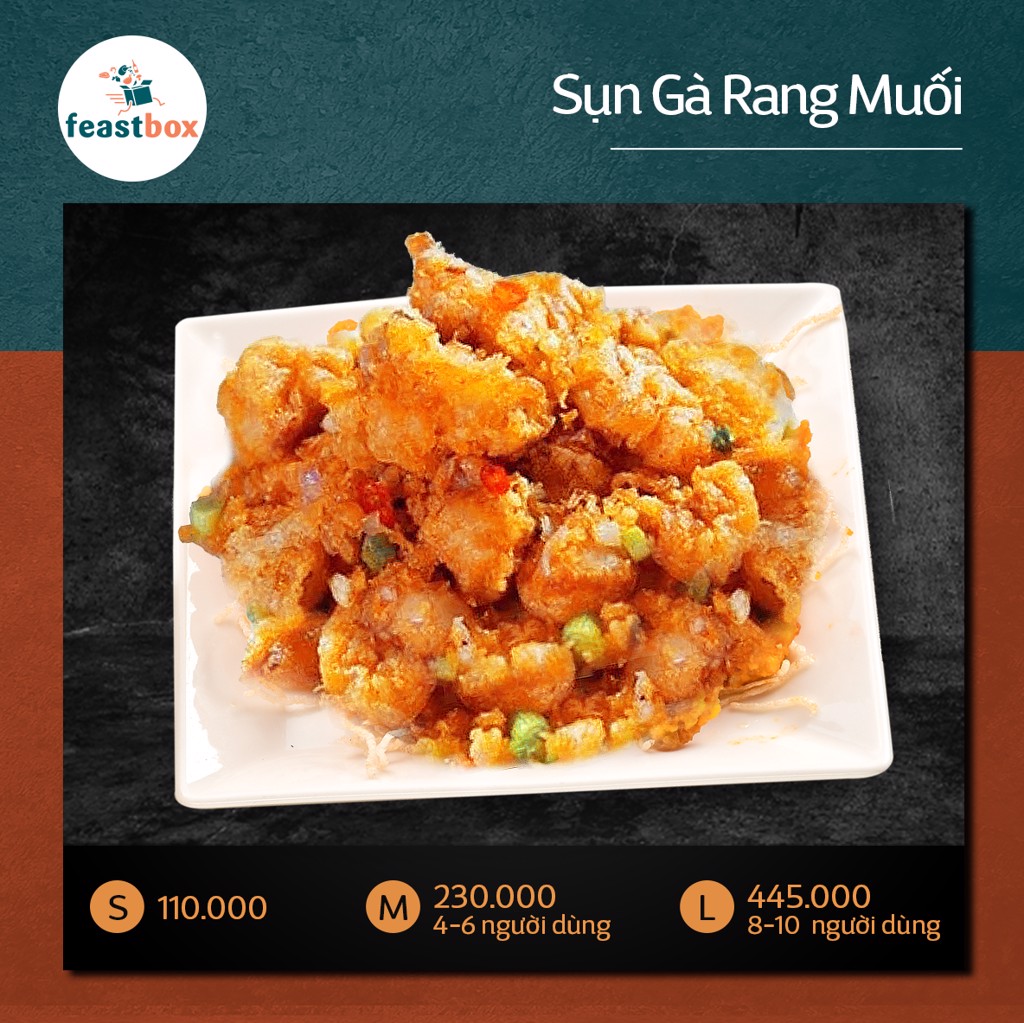 feastbox
Sụn Gà Rang Muối
S 110.000
M 230.000
4-6 người dùng
L 445.000
8-10 người dùng